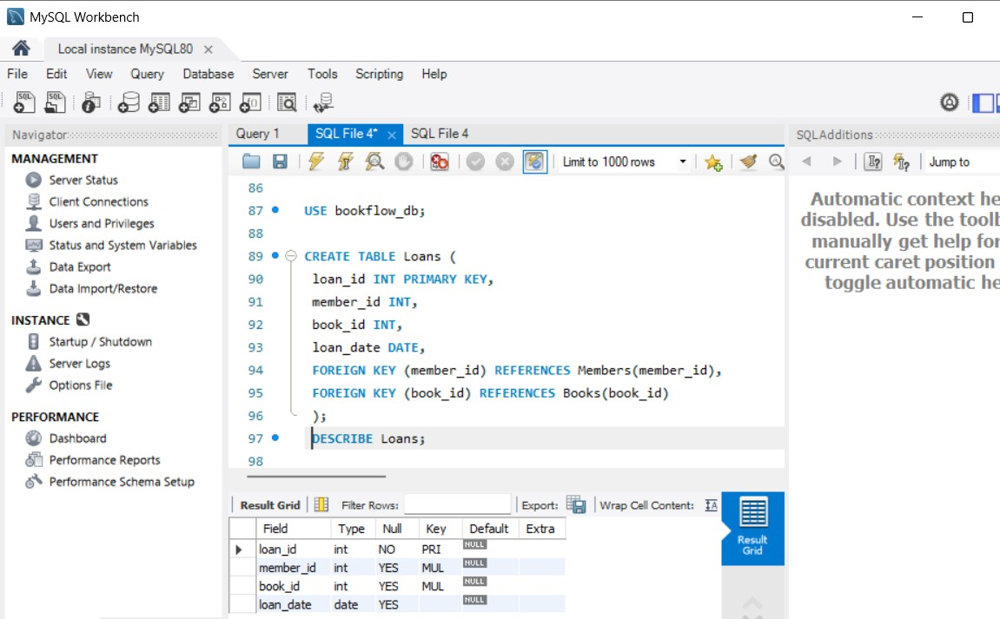 MySQL Workbench
Local instance MySQL80
File Edit View Query Database Server Tools Scripting Help
Navigator
MANAGEMENT
Server Status
Client Connections
Users and Privileges
Status and System Variables
Data Export
Data Import/Restore
INSTANCE
Startup / Shutdown
Server Logs
Options File
PERFORMANCE
Dashboard
Performance Reports
Performance Schema Setup
Query 1 SQL File 4* SQL File 4
Limit to 1000 rows
86
87 USE bookflow_db;
88
89 CREATE TABLE Loans (
90 loan_id INT PRIMARY KEY,
91 member_id INT,
92 book_id INT,
93 loan_date DATE,
94 FOREIGN KEY (member_id) REFERENCES Members(member_id),
95 FOREIGN KEY (book_id) REFERENCES Books(book_id)
96 );
97 DESCRIBE Loans;
98
Result Grid Filter Rows: Export: Wrap Cell Content:
Field Type Null Key Default Extra
loan_id int NO PRI NULL
member_id int YES MUL NULL
book_id int YES MUL NULL
loan_date date YES NULL
Result
Grid
SQLAdditions
Jump to
Automatic context he
disabled. Use the toolb
manually get help for
current caret position
toggle automatic he